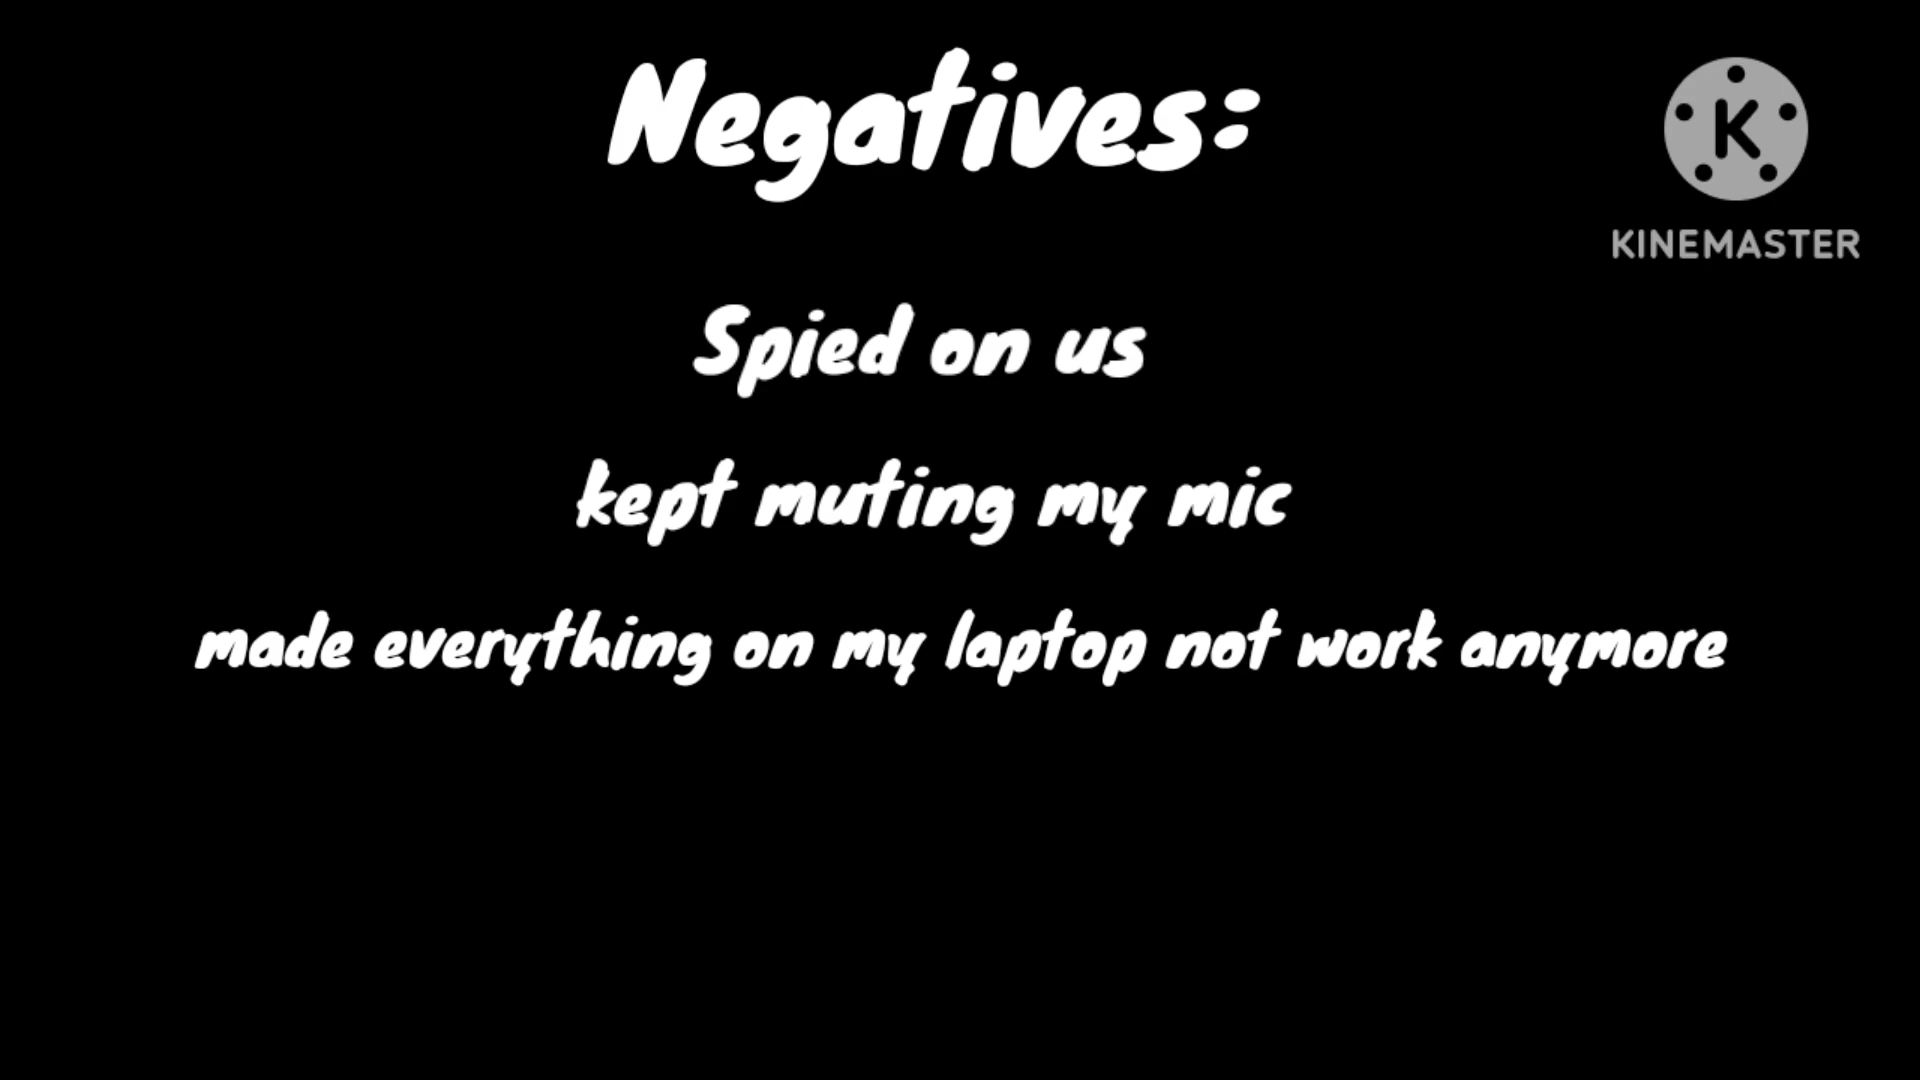 Negatives:
KINEMASTER
Spied on us
kept muting my mic
made everything on my laptop not work anymore